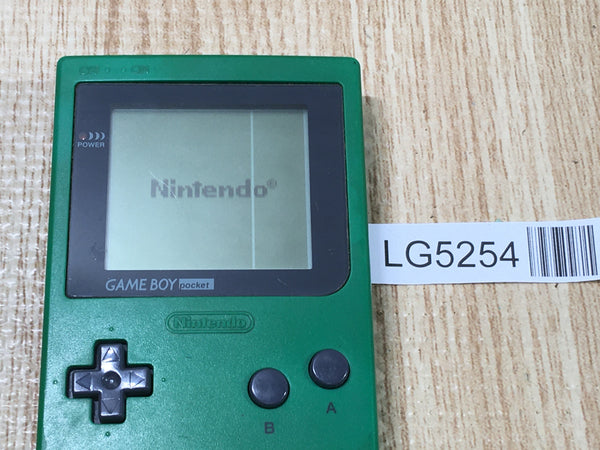 POWER
Nintendo®
GAME BOY pocket
Nintendo
B
A
LG5254